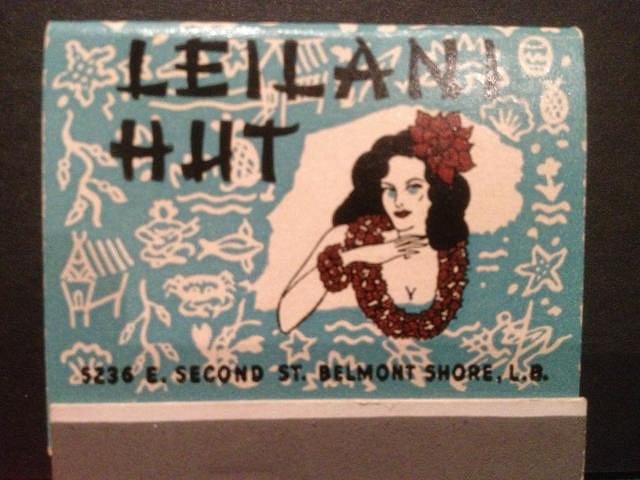 LEILANI
HUT
5236 E. SECOND ST. BELMONT SHORE, L.B.